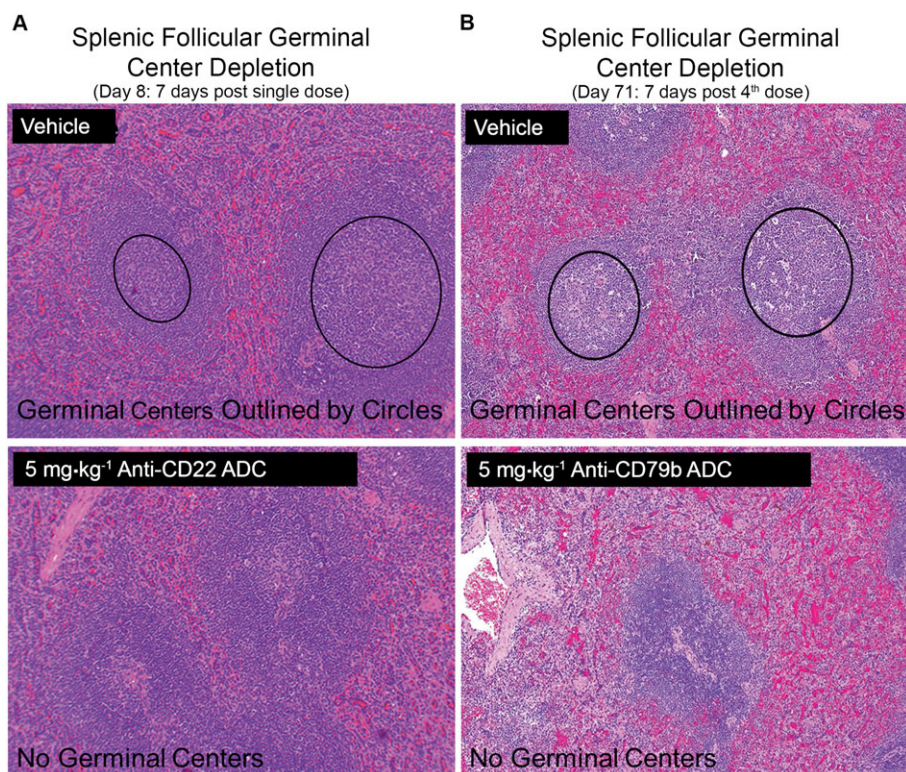 A
Splenic Follicular Germinal
Center Depletion
(Day 8: 7 days post single dose)
Vehicle
Germinal Centers Outlined by Circles
5 mg·kg⁻¹ Anti-CD22 ADC
No Germinal Centers
B
Splenic Follicular Germinal
Center Depletion
(Day 71: 7 days post 4ᵗʰ dose)
Vehicle
Germinal Centers Outlined by Circles
5 mg·kg⁻¹ Anti-CD79b ADC
No Germinal Centers